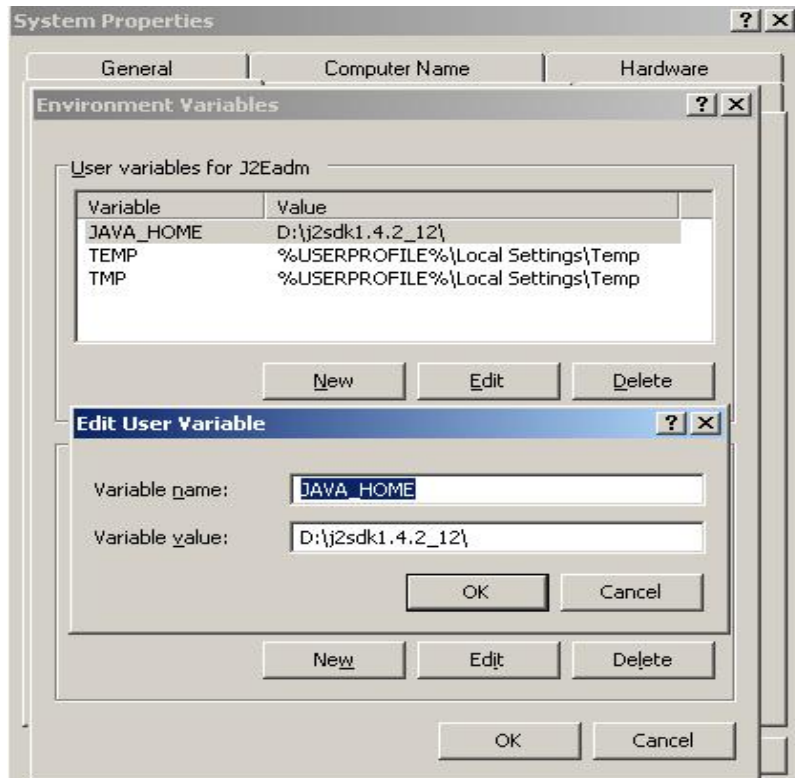 System Properties
General Computer Name Hardware
Environment Variables
User variables for J2Eadm
Variable Value
JAVA_HOME D:\j2sdk1.4.2_12\
TEMP %USERPROFILE%\Local Settings\Temp
TMP %USERPROFILE%\Local Settings\Temp
New Edit Delete
Edit User Variable
Variable name: JAVA_HOME
Variable value: D:\j2sdk1.4.2_12\
OK Cancel
New Edit Delete
OK Cancel